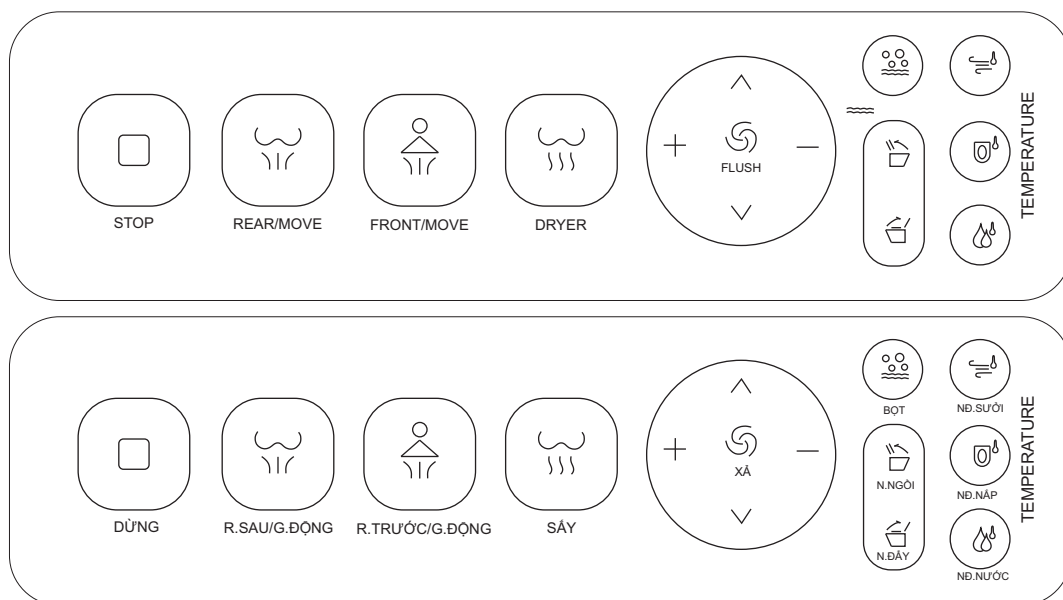 STOP
REAR/MOVE
FRONT/MOVE
DRYER
FLUSH
TEMPERATURE
DỪNG
R.SAU/G.ĐỘNG
R.TRƯỚC/G.ĐỘNG
SẤY
XẢ
BỌT
N.NGỒI
N.ĐẬY
NĐ.SƯỞI
NĐ.NẮP
NĐ.NƯỚC
TEMPERATURE